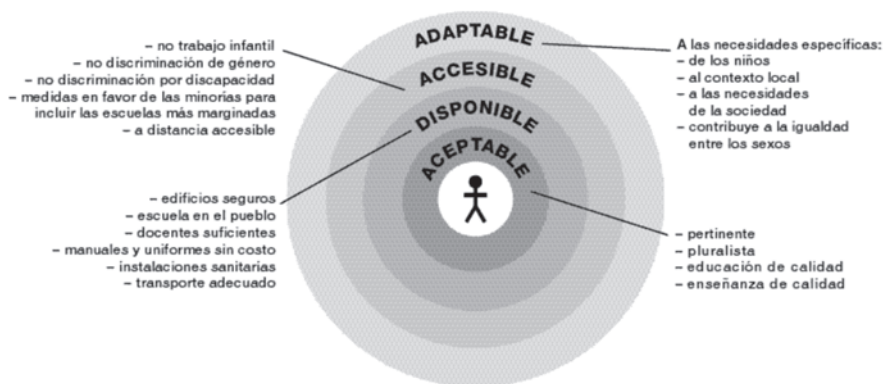 ADAPTABLE
ACCESIBLE
DISPONIBLE
ACEPTABLE
– no trabajo infantil
– no discriminación de género
– no discriminación por discapacidad
– medidas en favor de las minorias para
incluir las escuelas más marginadas
– a distancia accesible
A las necesidades específicas:
– de los niños
– al contexto local
– a las necesidades
de la sociedad
– contribuye a la igualdad
entre los sexos
– edificios seguros
– escuela en el pueblo
– docentes suficientes
– manuales y uniformes sin costo
– instalaciones sanitarias
– transporte adecuado
– pertinente
– pluralista
– educación de calidad
– enseñanza de calidad